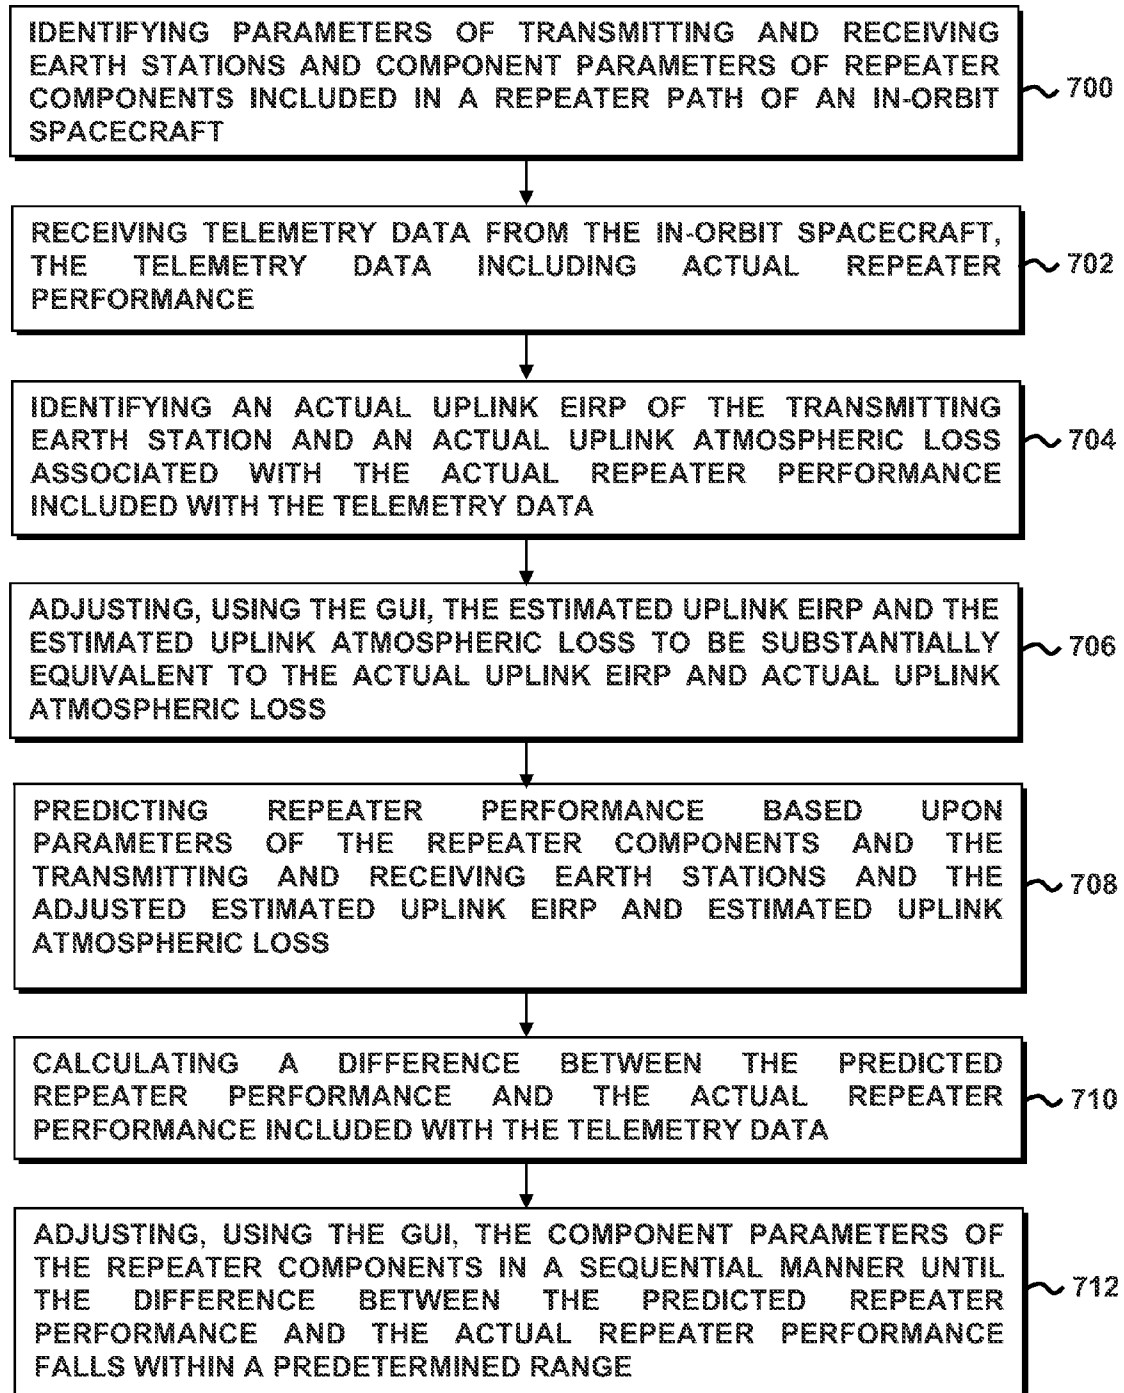 IDENTIFYING PARAMETERS OF TRANSMITTING AND RECEIVING
EARTH STATIONS AND COMPONENT PARAMETERS OF REPEATER
COMPONENTS INCLUDED IN A REPEATER PATH OF AN IN-ORBIT
SPACECRAFT
700
RECEIVING TELEMETRY DATA FROM THE IN-ORBIT SPACECRAFT,
THE TELEMETRY DATA INCLUDING ACTUAL REPEATER
PERFORMANCE
702
IDENTIFYING AN ACTUAL UPLINK EIRP OF THE TRANSMITTING
EARTH STATION AND AN ACTUAL UPLINK ATMOSPHERIC LOSS
ASSOCIATED WITH THE ACTUAL REPEATER PERFORMANCE
INCLUDED WITH THE TELEMETRY DATA
704
ADJUSTING, USING THE GUI, THE ESTIMATED UPLINK EIRP AND THE
ESTIMATED UPLINK ATMOSPHERIC LOSS TO BE SUBSTANTIALLY
EQUIVALENT TO THE ACTUAL UPLINK EIRP AND ACTUAL UPLINK
ATMOSPHERIC LOSS
706
PREDICTING REPEATER PERFORMANCE BASED UPON
PARAMETERS OF THE REPEATER COMPONENTS AND THE
TRANSMITTING AND RECEIVING EARTH STATIONS AND THE
ADJUSTED ESTIMATED UPLINK EIRP AND ESTIMATED UPLINK
ATMOSPHERIC LOSS
708
CALCULATING A DIFFERENCE BETWEEN THE PREDICTED
REPEATER PERFORMANCE AND THE ACTUAL REPEATER
PERFORMANCE INCLUDED WITH THE TELEMETRY DATA
710
ADJUSTING, USING THE GUI, THE COMPONENT PARAMETERS OF
THE REPEATER COMPONENTS IN A SEQUENTIAL MANNER UNTIL
THE DIFFERENCE BETWEEN THE PREDICTED REPEATER
PERFORMANCE AND THE ACTUAL REPEATER PERFORMANCE
FALLS WITHIN A PREDETERMINED RANGE
712